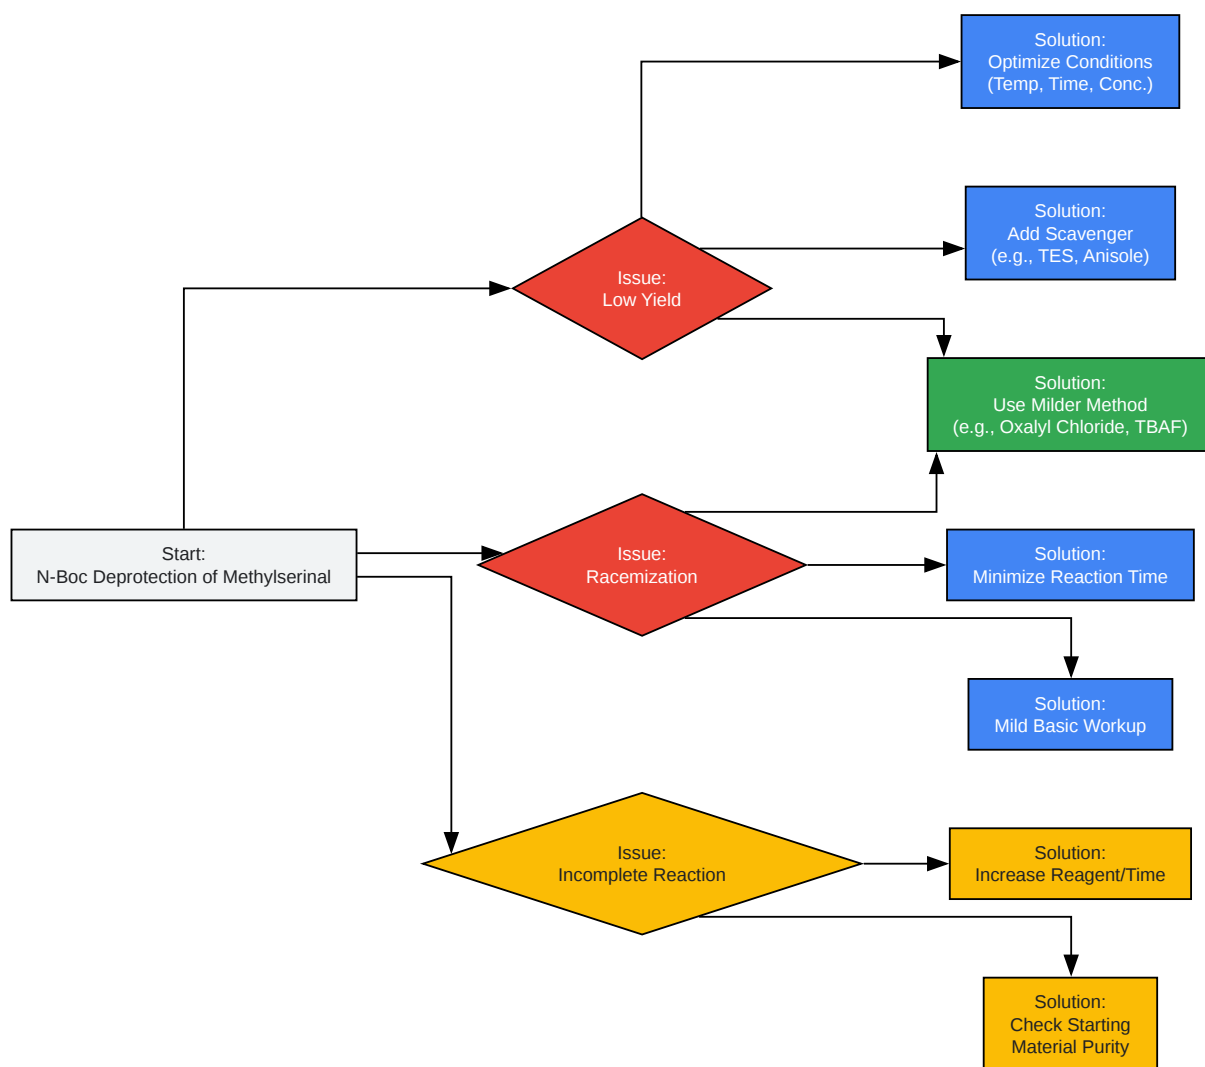 Solution:
Optimize Conditions
(Temp, Time, Conc.)
Solution:
Add Scavenger
(e.g., TES, Anisole)
Issue:
Low Yield
Solution:
Use Milder Method
(e.g., Oxalyl Chloride, TBAF)
Start:
N-Boc Deprotection of Methylserinal
Issue:
Racemization
Solution:
Minimize Reaction Time
Solution:
Mild Basic Workup
Issue:
Incomplete Reaction
Solution:
Increase Reagent/Time
Solution:
Check Starting
Material Purity